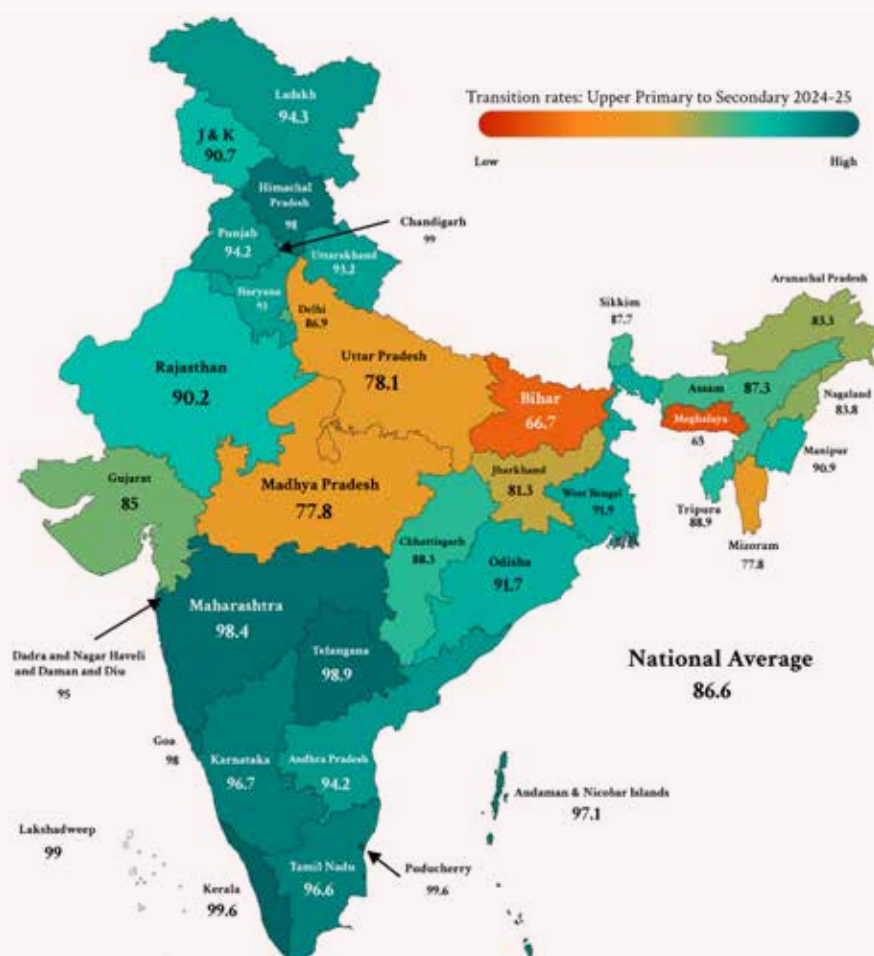 Transition rates: Upper Primary to Secondary 2024-25
Low
High
Ladakh
94.3
J & K
90.7
Himachal
Pradesh
98
Chandigarh
99
Punjab
94.2
Uttarakhand
93.2
Haryana
93
Delhi
86.9
Rajasthan
90.2
Uttar Pradesh
78.1
Bihar
66.7
Sikkim
87.7
Arunachal Pradesh
83.3
Assam
87.3
Nagaland
83.8
Meghalaya
65
Manipur
90.9
Tripura
88.9
Mizoram
77.8
Gujarat
85
Madhya Pradesh
77.8
Jharkhand
81.3
West Bengal
91.9
Chhattisgarh
88.3
Odisha
91.7
Maharashtra
98.4
Telangana
98.9
Dadra and Nagar Haveli
and Daman and Diu
95
National Average
86.6
Goa
98
Karnataka
96.7
Andhra Pradesh
94.2
Andaman & Nicobar Islands
97.1
Lakshadweep
99
Kerala
99.6
Tamil Nadu
96.6
Poducherry
99.6